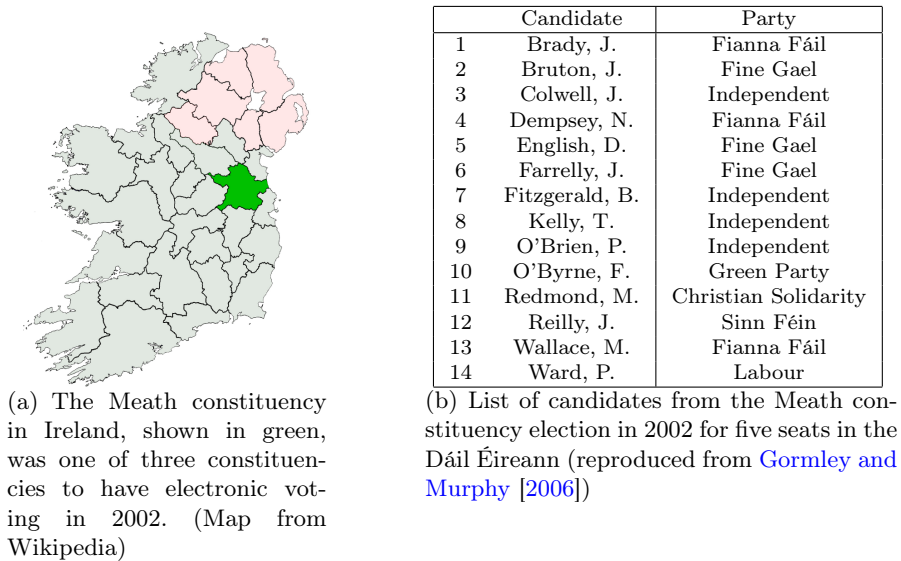 Candidate Party
1 Brady, J. Fianna Fáil
2 Bruton, J. Fine Gael
3 Colwell, J. Independent
4 Dempsey, N. Fianna Fáil
5 English, D. Fine Gael
6 Farrelly, J. Fine Gael
7 Fitzgerald, B. Independent
8 Kelly, T. Independent
9 O'Brien, P. Independent
10 O'Byrne, F. Green Party
11 Redmond, M. Christian Solidarity
12 Reilly, J. Sinn Féin
13 Wallace, M. Fianna Fáil
14 Ward, P. Labour
(a) The Meath constituency
in Ireland, shown in green,
was one of three constituen-
cies to have electronic vot-
ing in 2002. (Map from
Wikipedia)
(b) List of candidates from the Meath con-
stituency election in 2002 for five seats in the
Dáil Éireann (reproduced from Gormley and
Murphy [2006])